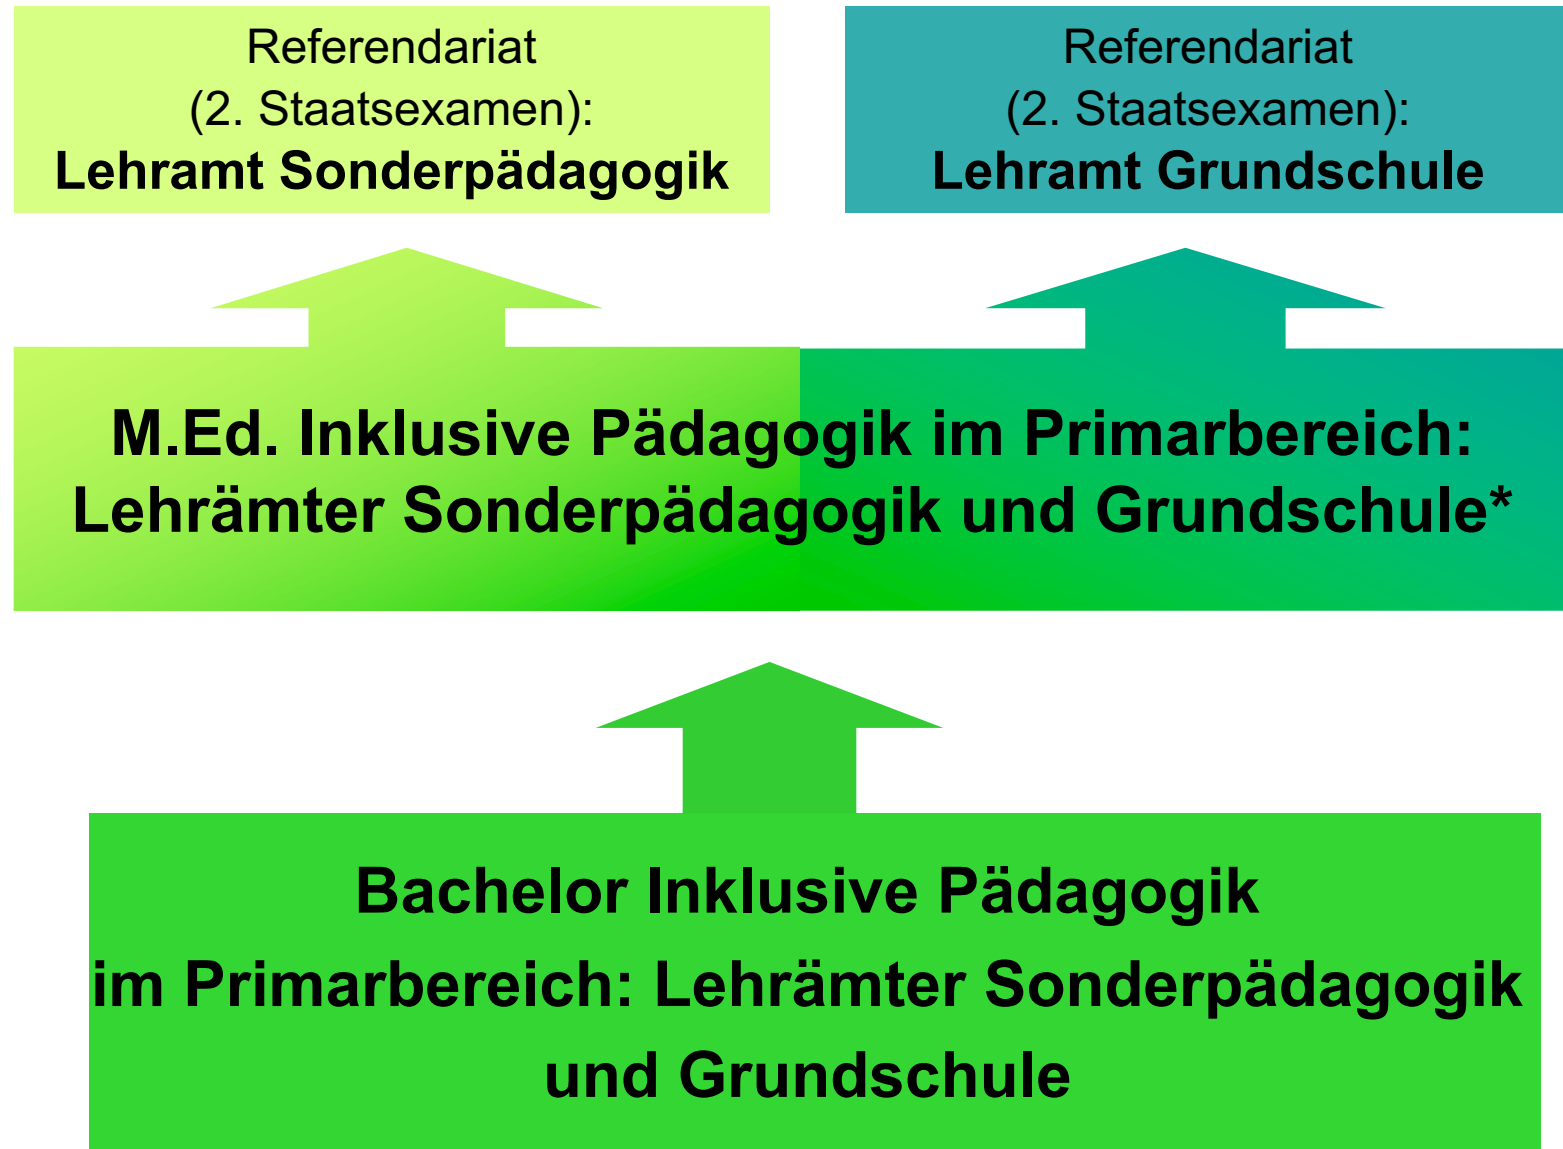 Referendariat
(2. Staatsexamen):
Lehramt Sonderpädagogik
Referendariat
(2. Staatsexamen):
Lehramt Grundschule
M.Ed. Inklusive Pädagogik im Primarbereich:
Lehrämter Sonderpädagogik und Grundschule*
Bachelor Inklusive Pädagogik
im Primarbereich: Lehrämter Sonderpädagogik
und Grundschule